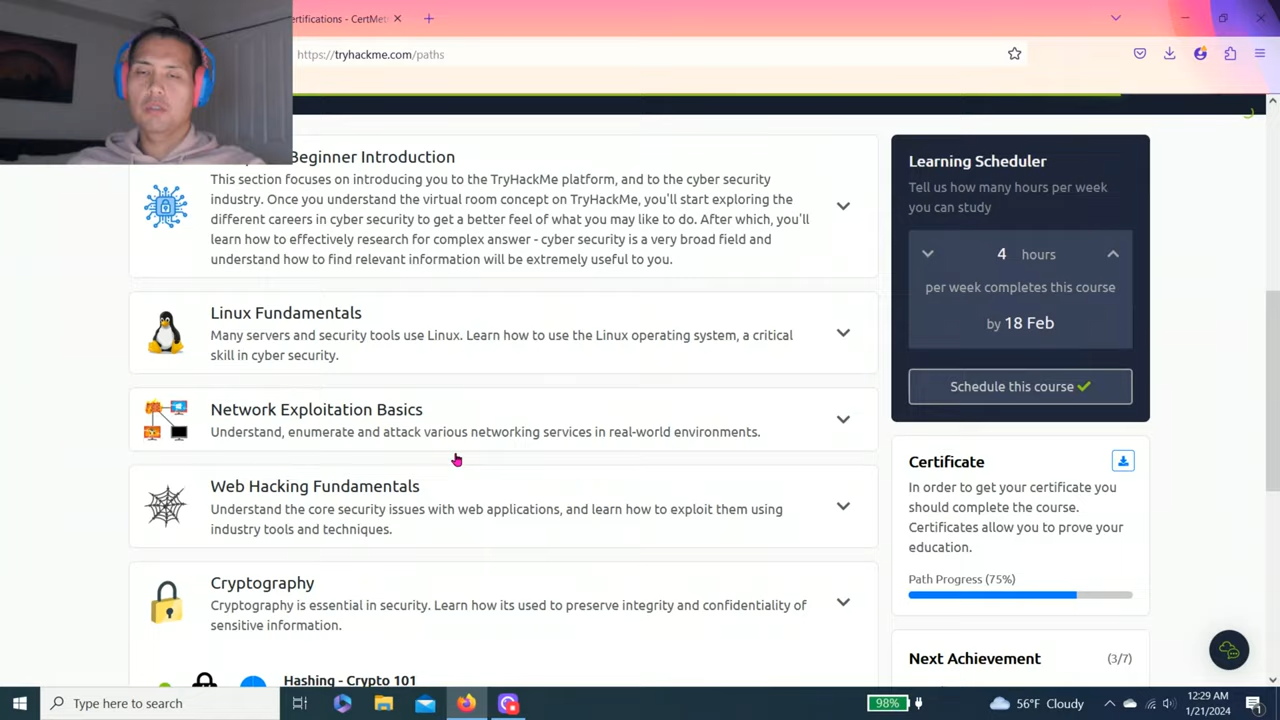 ertifications - CertMet
https://tryhackme.com/paths
Beginner Introduction
This section focuses on introducing you to the TryHackMe platform, and to the cyber security
industry. Once you understand the virtual room concept on TryHackMe, you'll start exploring the
different careers in cyber security to get a better feel of what you may like to do. After which, you'll
learn how to effectively research for complex answer - cyber security is a very broad field and
understand how to find relevant information will be extremely useful to you.
Linux Fundamentals
Many servers and security tools use Linux. Learn how to use the Linux operating system, a critical
skill in cyber security.
Network Exploitation Basics
Understand, enumerate and attack various networking services in real-world environments.
Web Hacking Fundamentals
Understand the core security issues with web applications, and learn how to exploit them using
industry tools and techniques.
Cryptography
Cryptography is essential in security. Learn how its used to preserve integrity and confidentiality of
sensitive information.
Hashing - Crypto 101
Learning Scheduler
Tell us how many hours per week
you can study
4 hours
per week completes this course
by 18 Feb
Schedule this course
Certificate
In order to get your certificate you
should complete the course.
Certificates allow you to prove your
education.
Path Progress (75%)
Next Achievement (3/7)
Type here to search
98%
56°F Cloudy
12:29 AM
1/21/2024
1